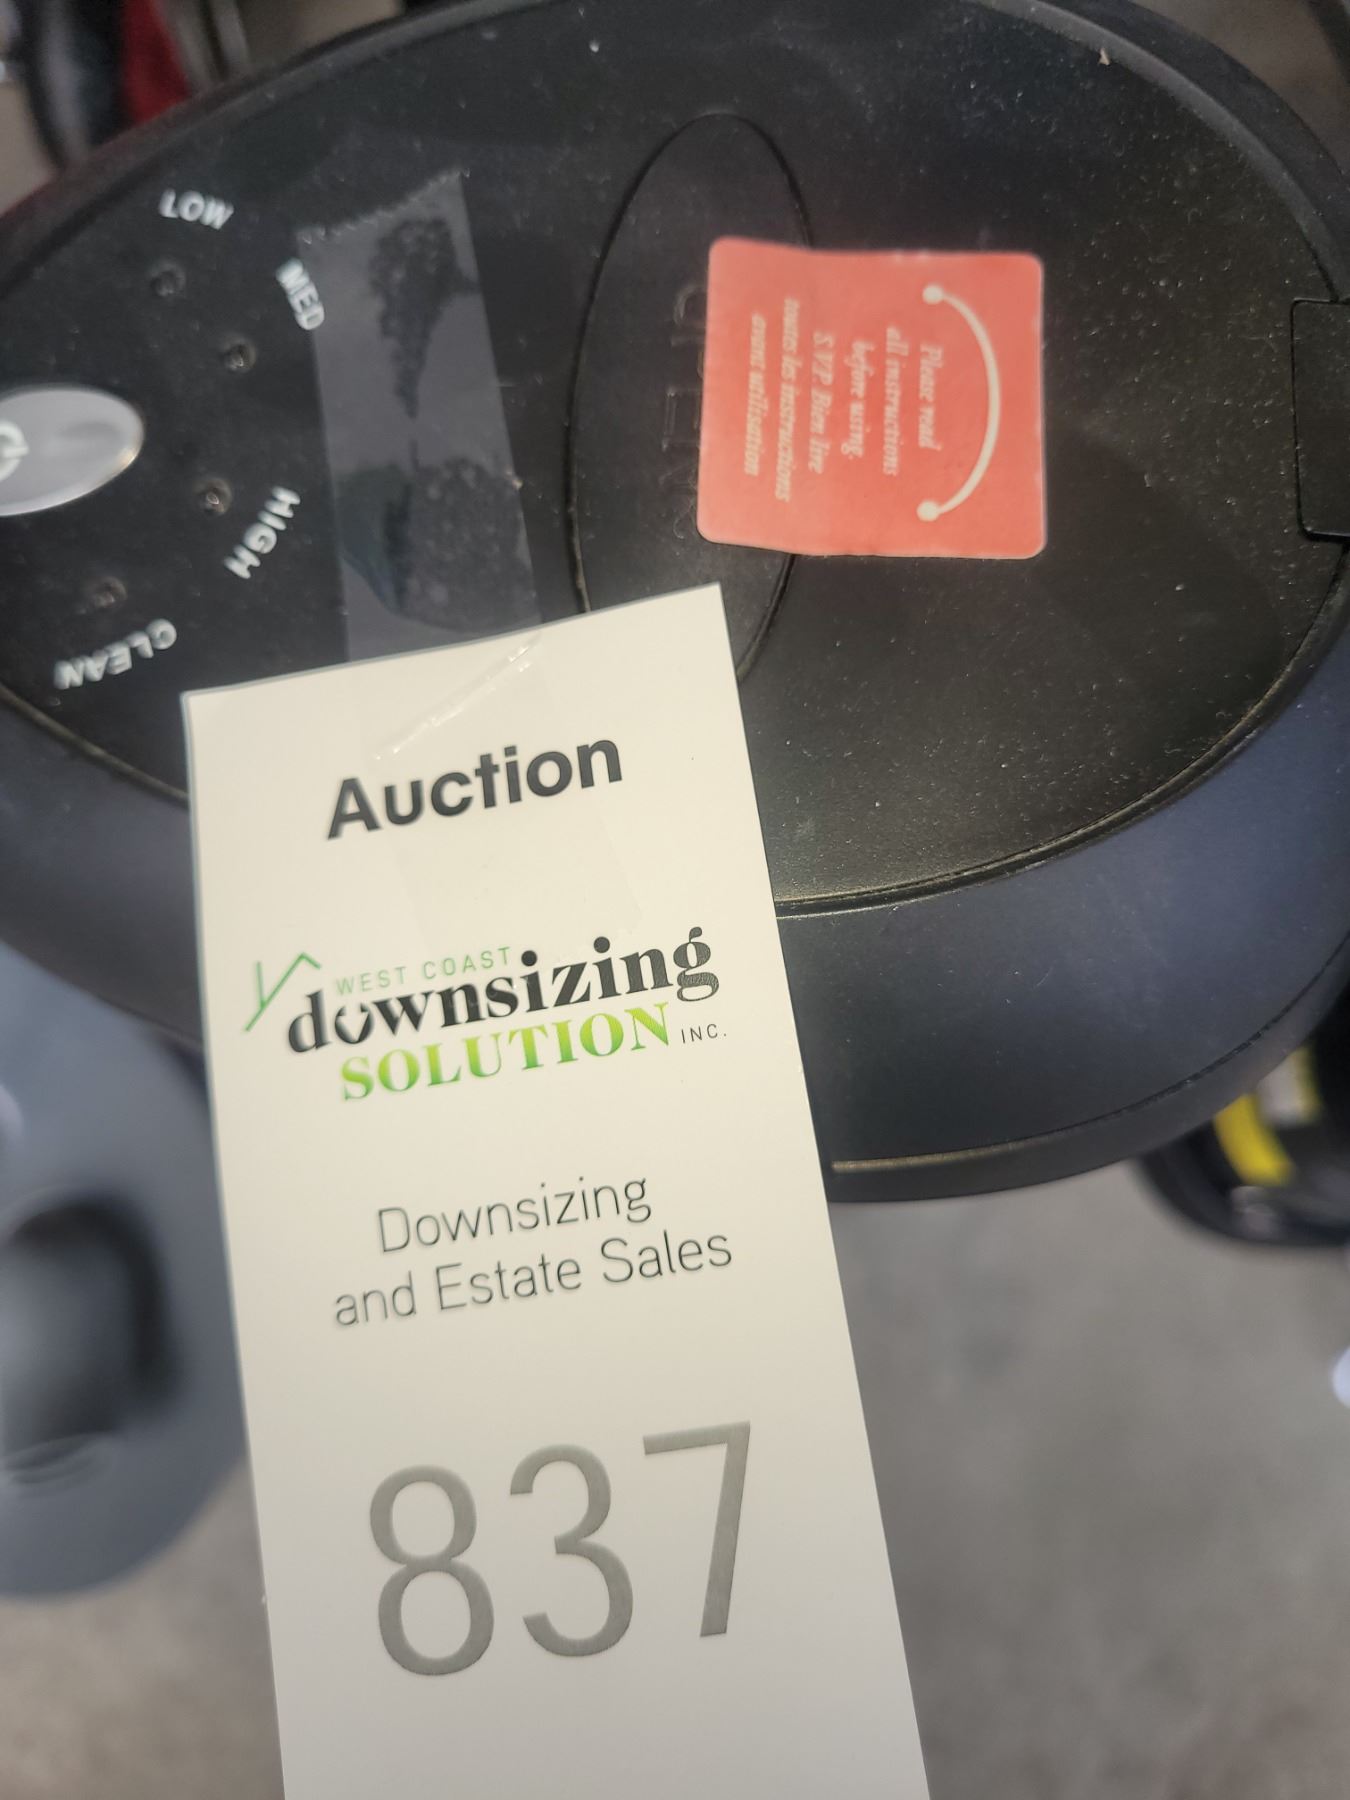 LOW
MED
HIGH
CLEAN
Please read
all instructions
before using.
S.V.P. Bien lire
toutes les instructions
avant utilisation
Auction
WEST COAST
downsizing
SOLUTION INC.
Downsizing
and Estate Sales
837